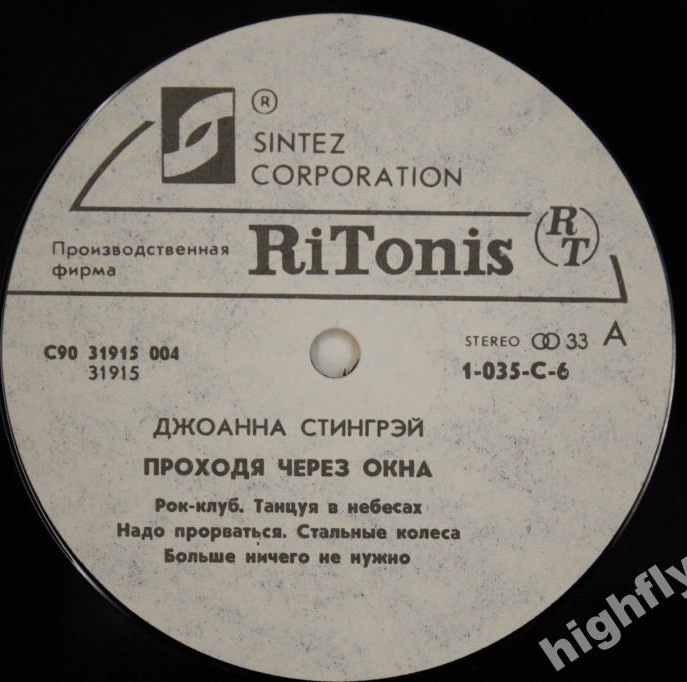 ®
SINTEZ
CORPORATION
Производственная
фирма
RiTonis
RT
С90 31915 004
31915
STEREO 33 A
1-035-С-6
ДЖОАННА СТИНГРЭЙ
ПРОХОДЯ ЧЕРЕЗ ОКНА
Рок-клуб. Танцуя в небесах
Надо прорваться. Стальные колеса
Больше ничего не нужно
highfly